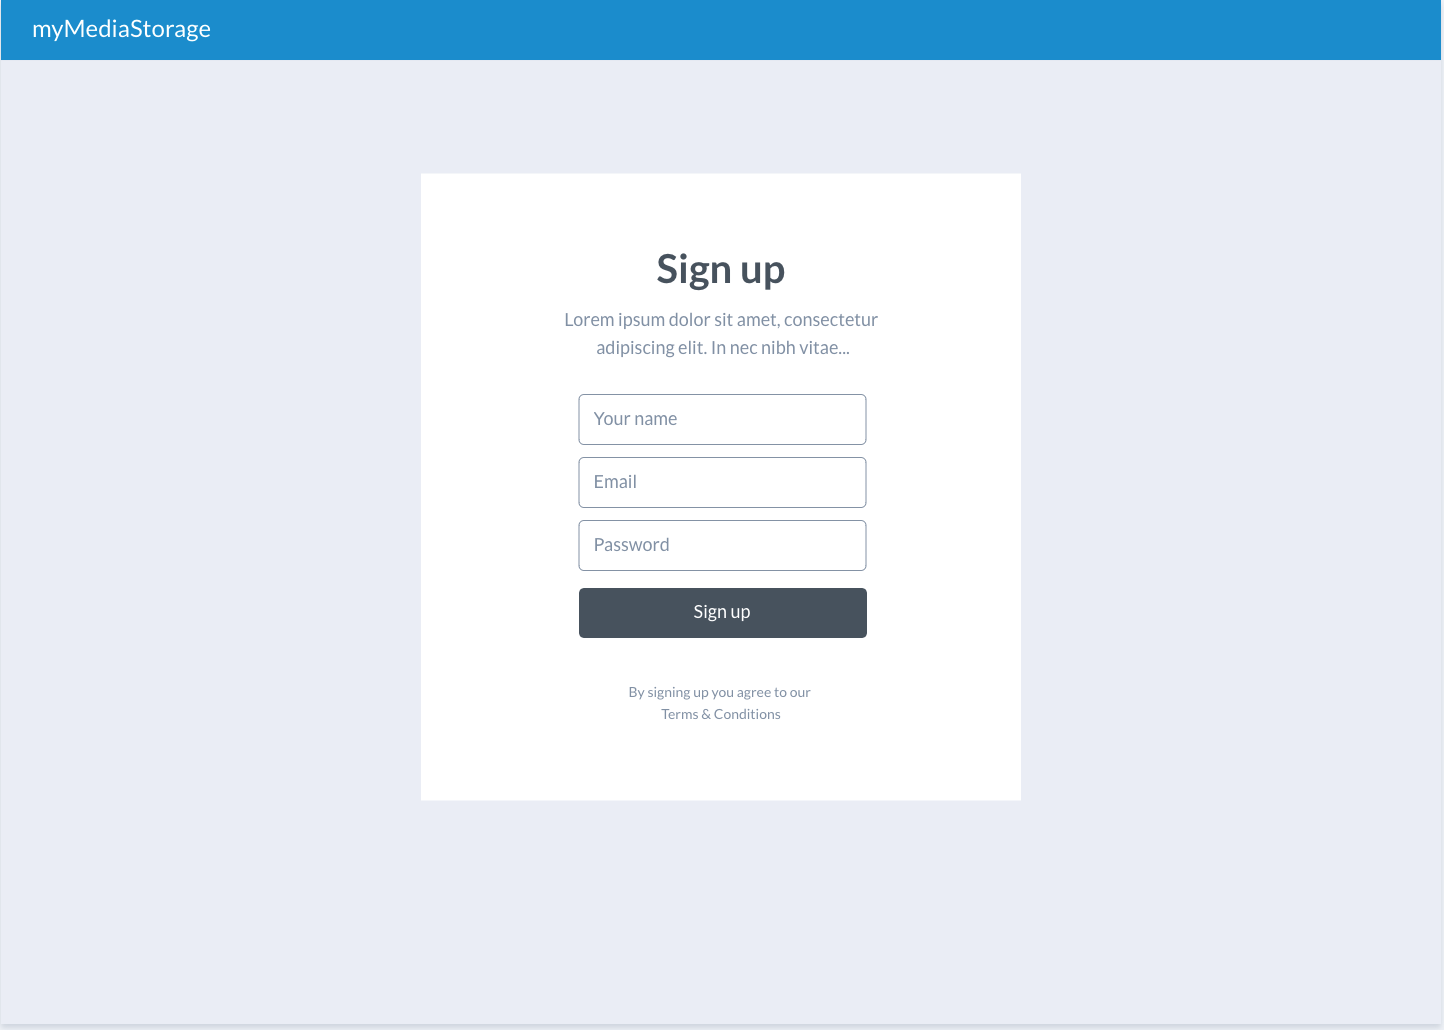 myMediaStorage
Sign up
Lorem ipsum dolor sit amet, consectetur
adipiscing elit. In nec nibh vitae...
Your name
Email
Password
Sign up
By signing up you agree to our
Terms & Conditions